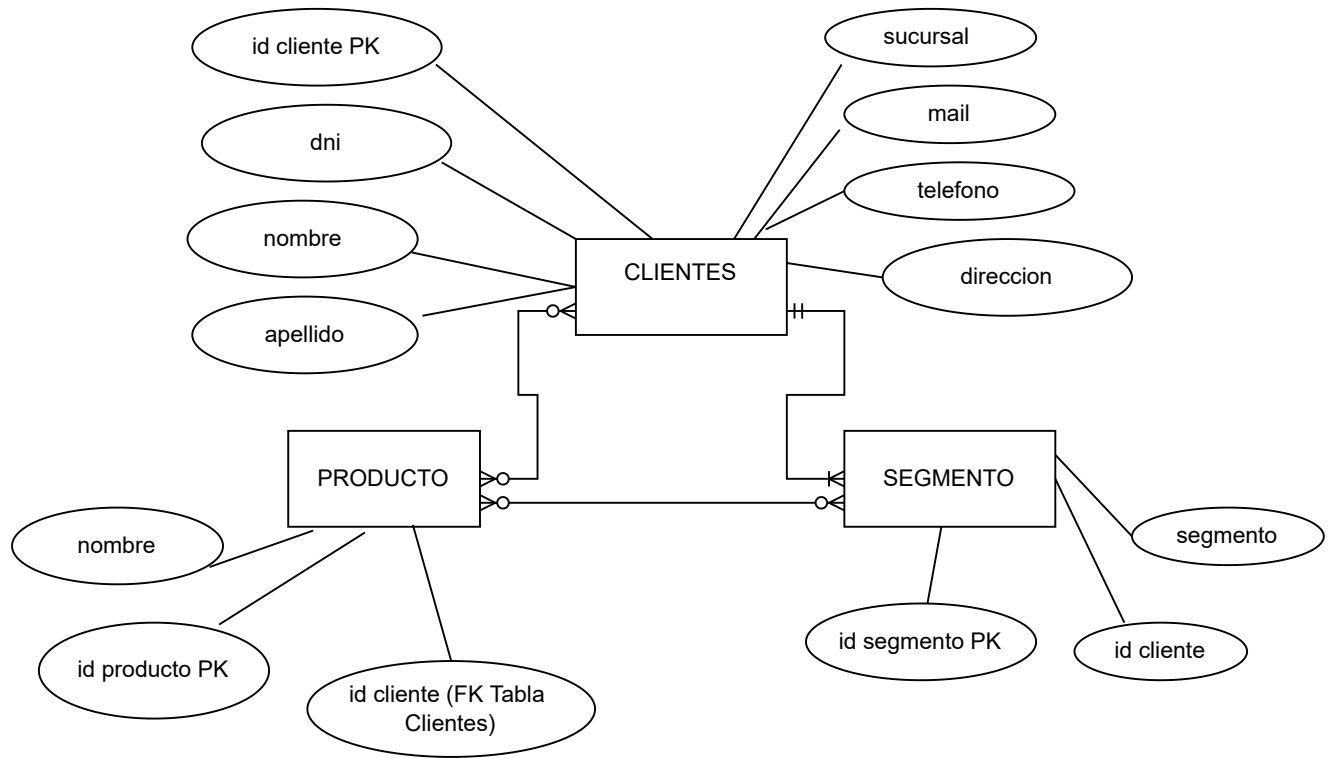 id cliente PK
sucursal
mail
dni
telefono
nombre
CLIENTES
direccion
apellido
PRODUCTO
SEGMENTO
nombre
segmento
id producto PK
id segmento PK
id cliente
id cliente (FK Tabla
Clientes)